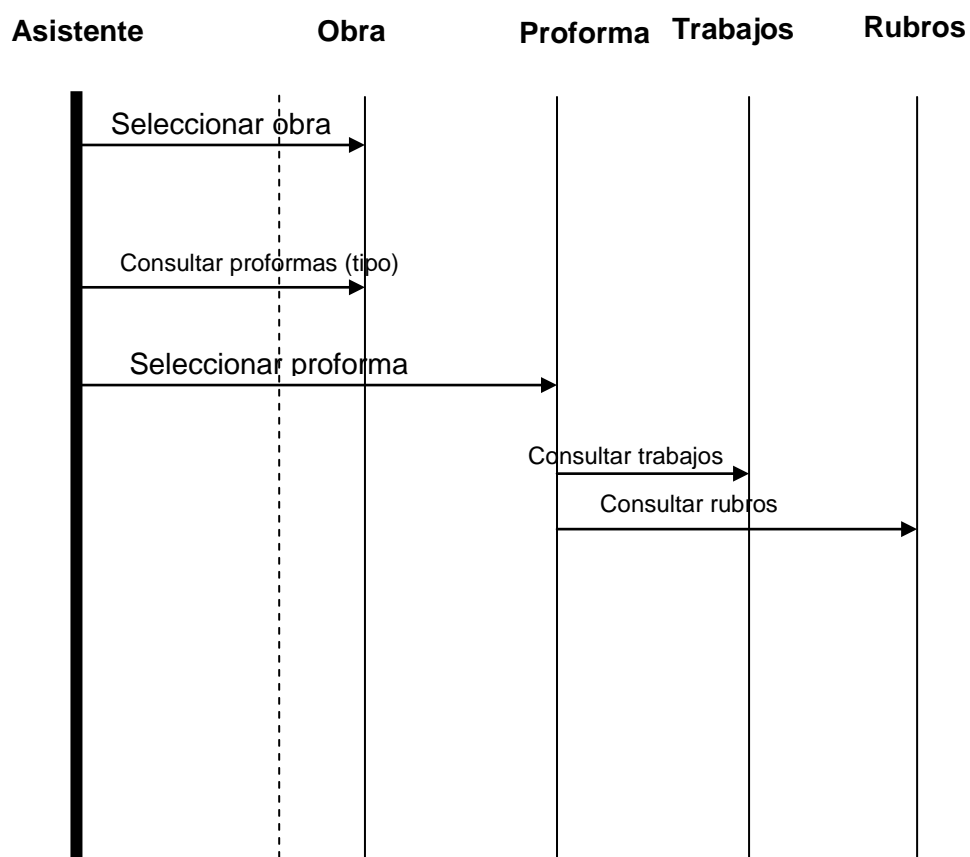 Asistente Obra Proforma Trabajos Rubros
Seleccionar obra
Consultar proformas (tipo)
Seleccionar proforma
Consultar trabajos
Consultar rubros